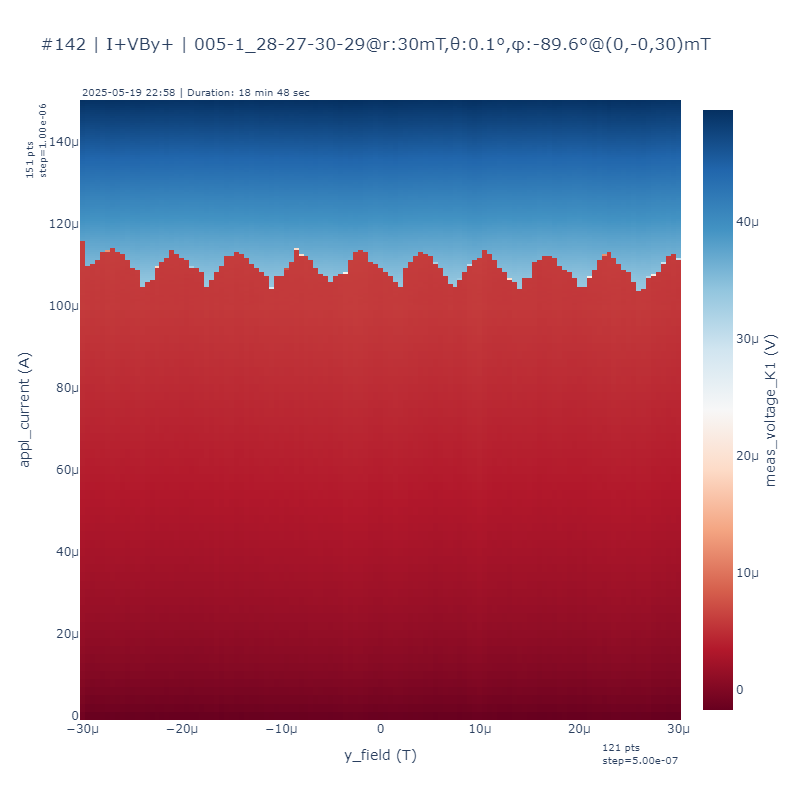 #142 | I+VBy+ | 005-1_28-27-30-29@r:30mT,θ:0.1º,φ:-89.6º@(0,-0,30)mT
2025-05-19 22:58 | Duration: 18 min 48 sec
151 pts
step=1.00e-06
140μ
120μ
100μ
80μ
60μ
40μ
20μ
0
appl_current (A)
−30μ
−20μ
−10μ
0
10μ
20μ
30μ
y_field (T)
121 pts
step=5.00e-07
40μ
30μ
20μ
10μ
0
meas_voltage_K1 (V)